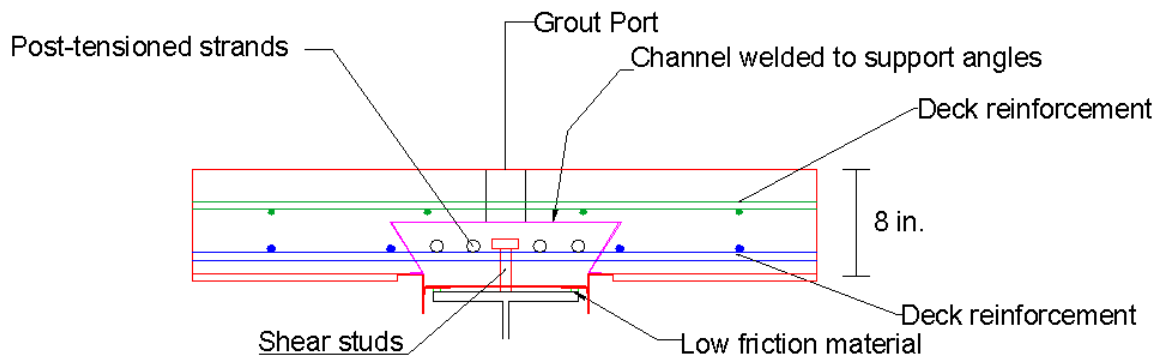 Grout Port
Post-tensioned strands
Channel welded to support angles
Deck reinforcement
8 in.
Deck reinforcement
Shear studs
Low friction material